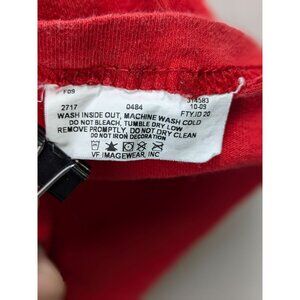 F09 314583
2717 0484 10-09
FTY.ID 20
WASH INSIDE OUT, MACHINE WASH COLD
DO NOT BLEACH, TUMBLE DRY LOW
REMOVE PROMPTLY, DO NOT DRY CLEAN
DO NOT IRON DECORATION
VF IMAGEWEAR, INC